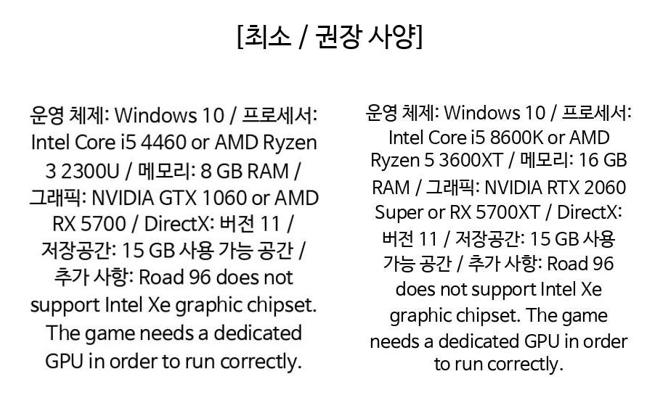 [최소 / 권장 사양]
운영 체제: Windows 10 / 프로세서:
Intel Core i5 4460 or AMD Ryzen
3 2300U / 메모리: 8 GB RAM /
그래픽: NVIDIA GTX 1060 or AMD
RX 5700 / DirectX: 버전 11 /
저장공간: 15 GB 사용 가능 공간 /
추가 사항: Road 96 does not
support Intel Xe graphic chipset.
The game needs a dedicated
GPU in order to run correctly.
운영 체제: Windows 10 / 프로세서:
Intel Core i5 8600K or AMD
Ryzen 5 3600XT / 메모리: 16 GB
RAM / 그래픽: NVIDIA RTX 2060
Super or RX 5700XT / DirectX:
버전 11 / 저장공간: 15 GB 사용
가능 공간 / 추가 사항: Road 96
does not support Intel Xe
graphic chipset. The game
needs a dedicated GPU in order
to run correctly.